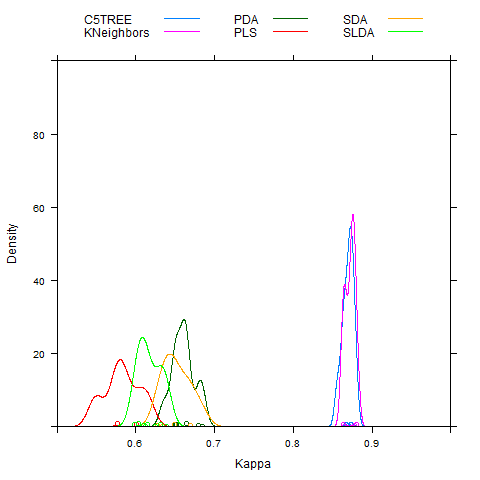 C5TREE PDA SDA
KNeighbors PLS SLDA
80
60
40
20
Density
0.6 0.7 0.8 0.9
Kappa